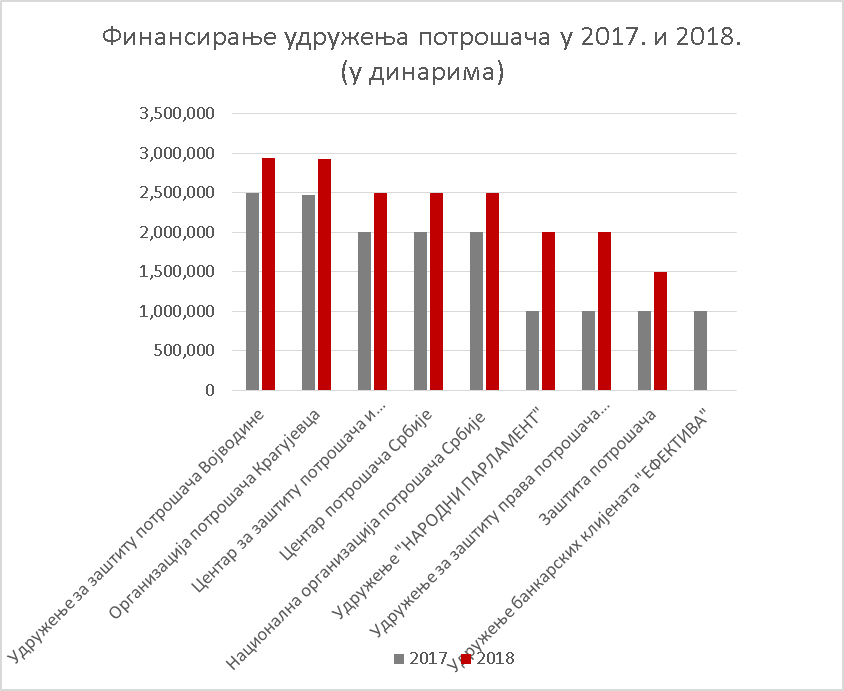 Финансирање удружења потрошача у 2017. и 2018.
(у динарима)
3,500,000
3,000,000
2,500,000
2,000,000
1,500,000
1,000,000
500,000
0
Удружење за заштиту потрошача Војводине
Организација потрошача Крагујевца
Центар за заштиту потрошача и...
Центар потрошача Србије
Национална организација потрошача Србије
Удружење "НАРОДНИ ПАРЛАМЕНТ"
Удружење за заштиту права потрошача...
Заштита потрошача
Удружење банкарских клијената "ЕФЕКТИВА"
2017 2018